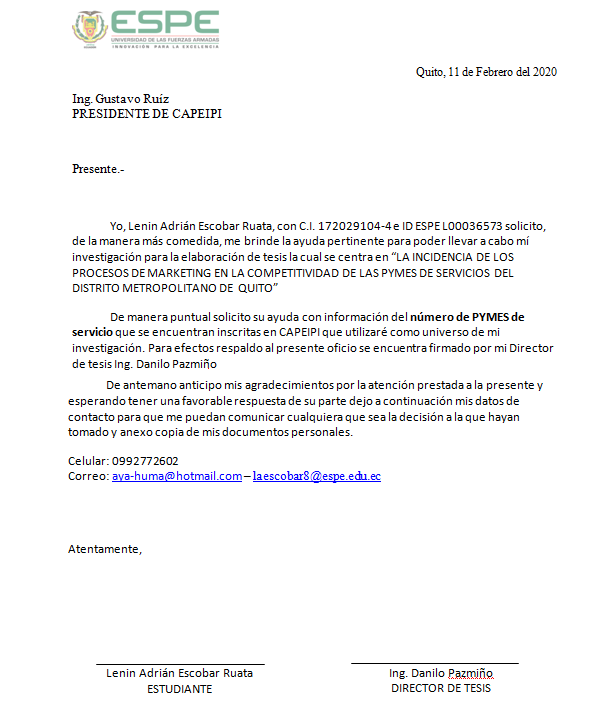 ESPE
UNIVERSIDAD DE LAS FUERZAS ARMADAS
INNOVACIÓN PARA LA EXCELENCIA
Quito, 11 de Febrero del 2020
Ing. Gustavo Ruíz
PRESIDENTE DE CAPEIPI
Presente.-
Yo, Lenin Adrián Escobar Ruata, con C.I. 172029104-4 e ID ESPE L00036573 solicito,
de la manera más comedida, me brinde la ayuda pertinente para poder llevar a cabo mí
investigación para la elaboración de tesis la cual se centra en “LA INCIDENCIA DE LOS
PROCESOS DE MARKETING EN LA COMPETITIVIDAD DE LAS PYMES DE SERVICIOS DEL
DISTRITO METROPOLITANO DE QUITO”
De manera puntual solicito su ayuda con información del número de PYMES de
servicio que se encuentran inscritas en CAPEIPI que utilizaré como universo de mi
investigación. Para efectos respaldo al presente oficio se encuentra firmado por mi Director
de tesis Ing. Danilo Pazmiño
De antemano anticipo mis agradecimientos por la atención prestada a la presente y
esperando tener una favorable respuesta de su parte dejo a continuación mis datos de
contacto para que me puedan comunicar cualquiera que sea la decisión a la que hayan
tomado y anexo copia de mis documentos personales.
Celular: 0992772602
Correo: aya-huma@hotmail.com – laescobar8@espe.edu.ec
Atentamente,
Lenin Adrián Escobar Ruata
ESTUDIANTE
Ing. Danilo Pazmiño
DIRECTOR DE TESIS